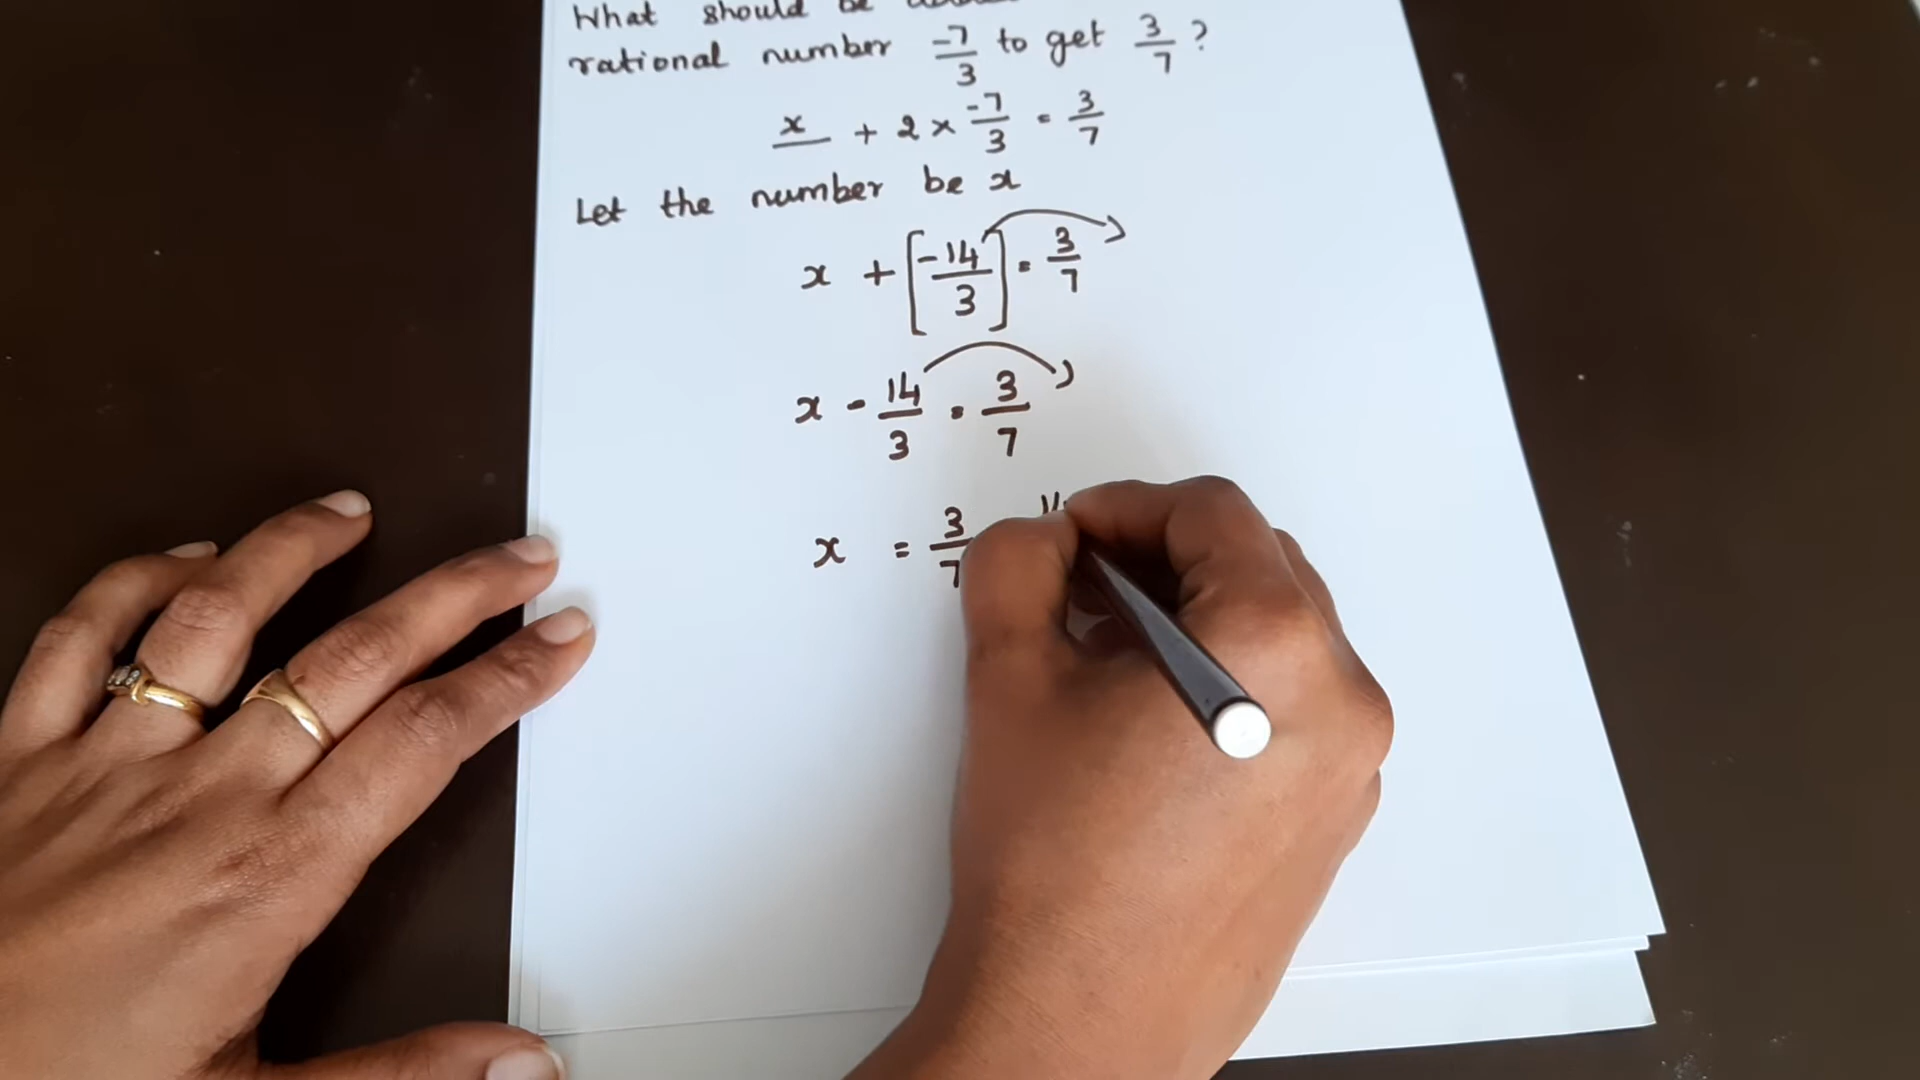 What should be
rational number -7/3 to get 3/7?
x + 2 × -7/3 = 3/7
Let the number be x
x + [-14/3] = 3/7
x - 14/3 = 3/7
x = 3/7